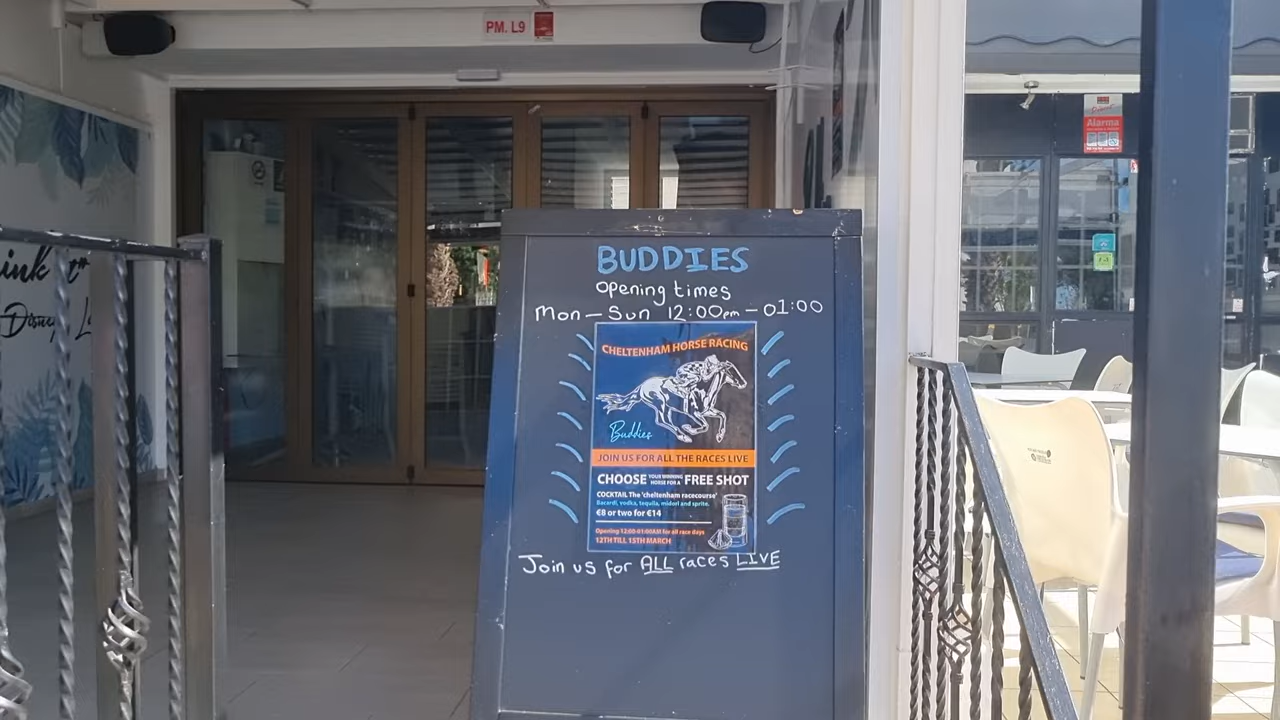 PM. L9
Alarma
BUDDIES
Opening times
Mon - Sun 12:00pm - 01:00
CHELTENHAM HORSE RACING
Buddies
JOIN US FOR ALL THE RACES LIVE
CHOOSE YOUR WINNING HORSE FOR A FREE SHOT
COCKTAIL The 'cheltenham racecourse'
Bacardi, vodka, tequila, midori and sprite.
€8 or two for €14
Opening 12:00-01:00AM for all race days
12TH TILL 15TH MARCH
Join us for ALL races LIVE
ink it"
Disney